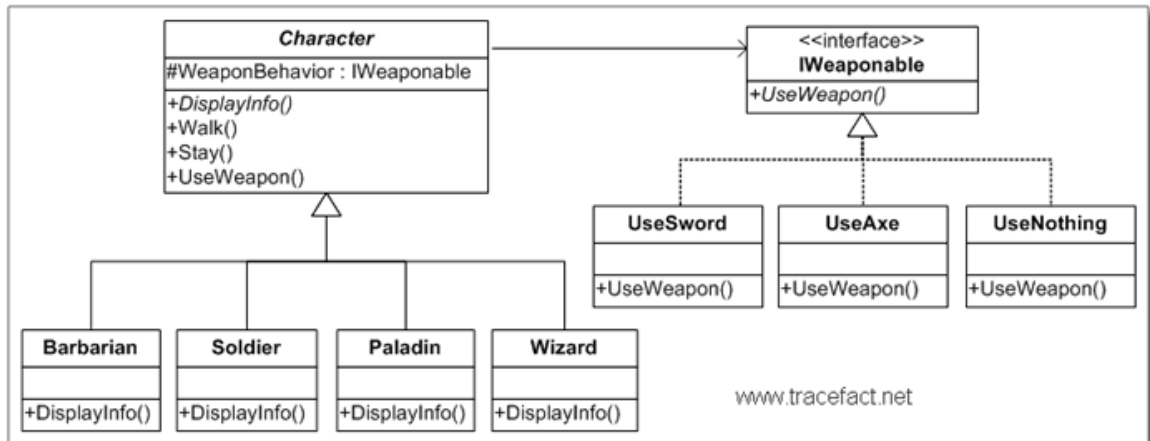 Character
#WeaponBehavior : IWeaponable
+DisplayInfo()
+Walk()
+Stay()
+UseWeapon()
<<interface>>
IWeaponable
+UseWeapon()
UseSword
+UseWeapon()
UseAxe
+UseWeapon()
UseNothing
+UseWeapon()
Barbarian
+DisplayInfo()
Soldier
+DisplayInfo()
Paladin
+DisplayInfo()
Wizard
+DisplayInfo()
www.tracefact.net